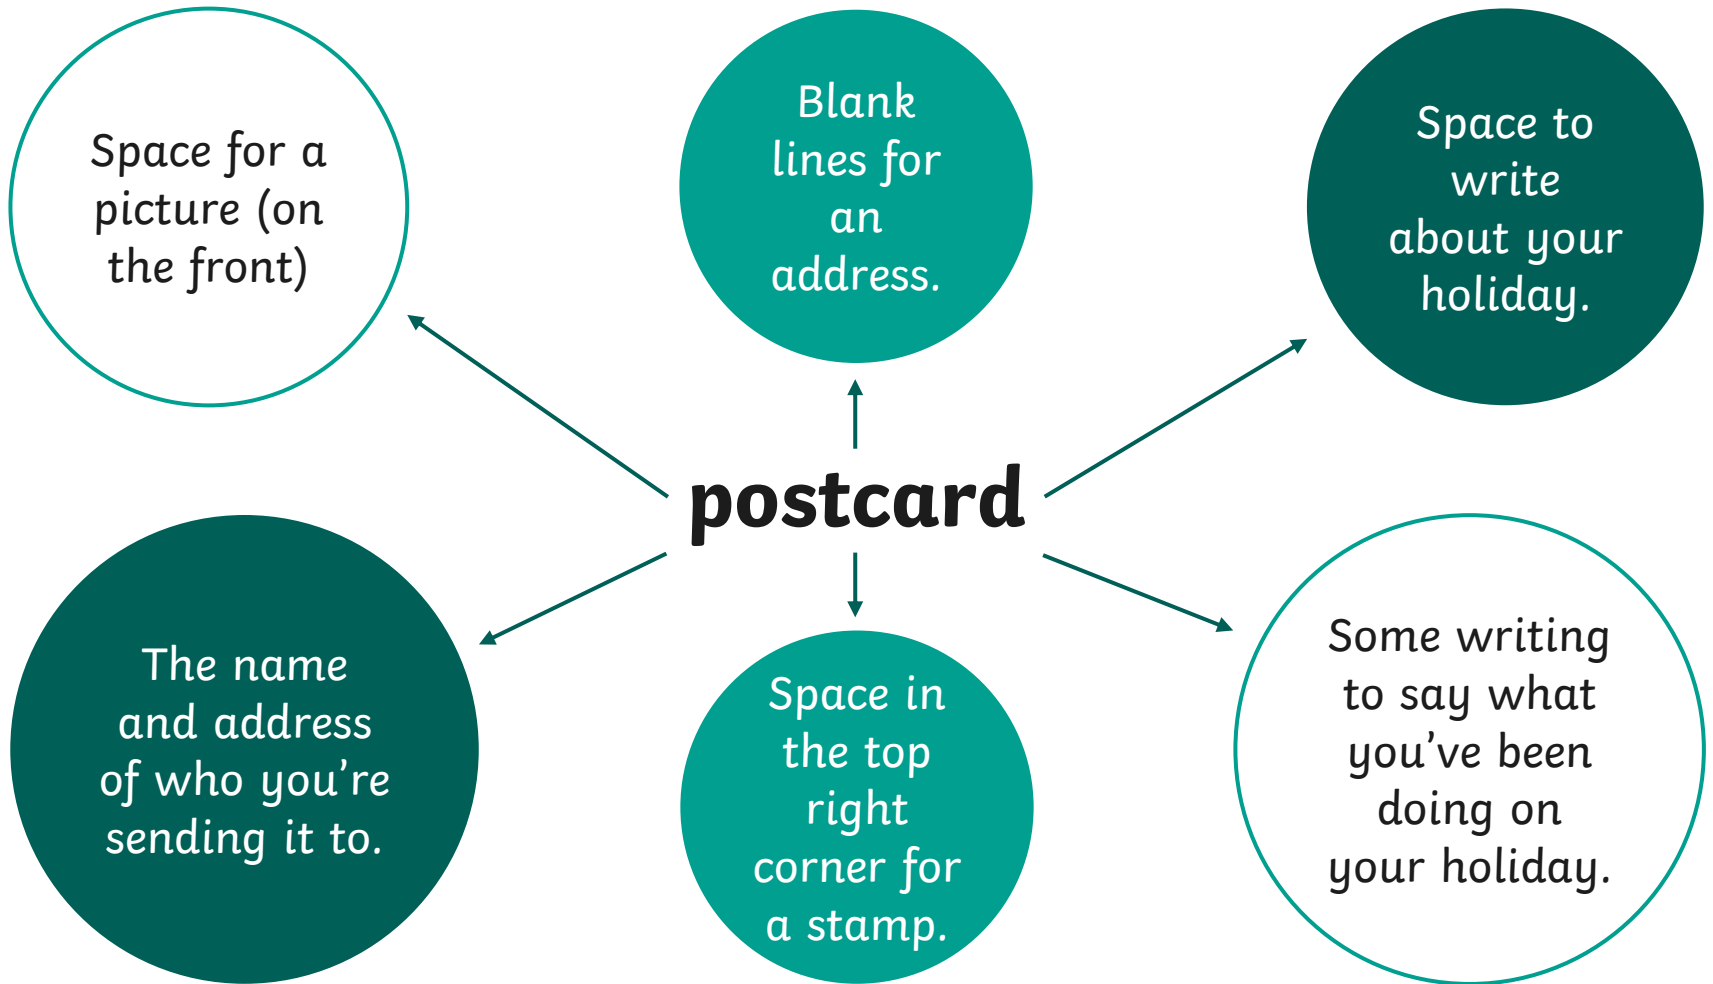 Space for a
picture (on
the front)
Blank
lines for
an
address.
Space to
write
about your
holiday.
postcard
The name
and address
of who you’re
sending it to.
Space in
the top
right
corner for
a stamp.
Some writing
to say what
you’ve been
doing on
your holiday.